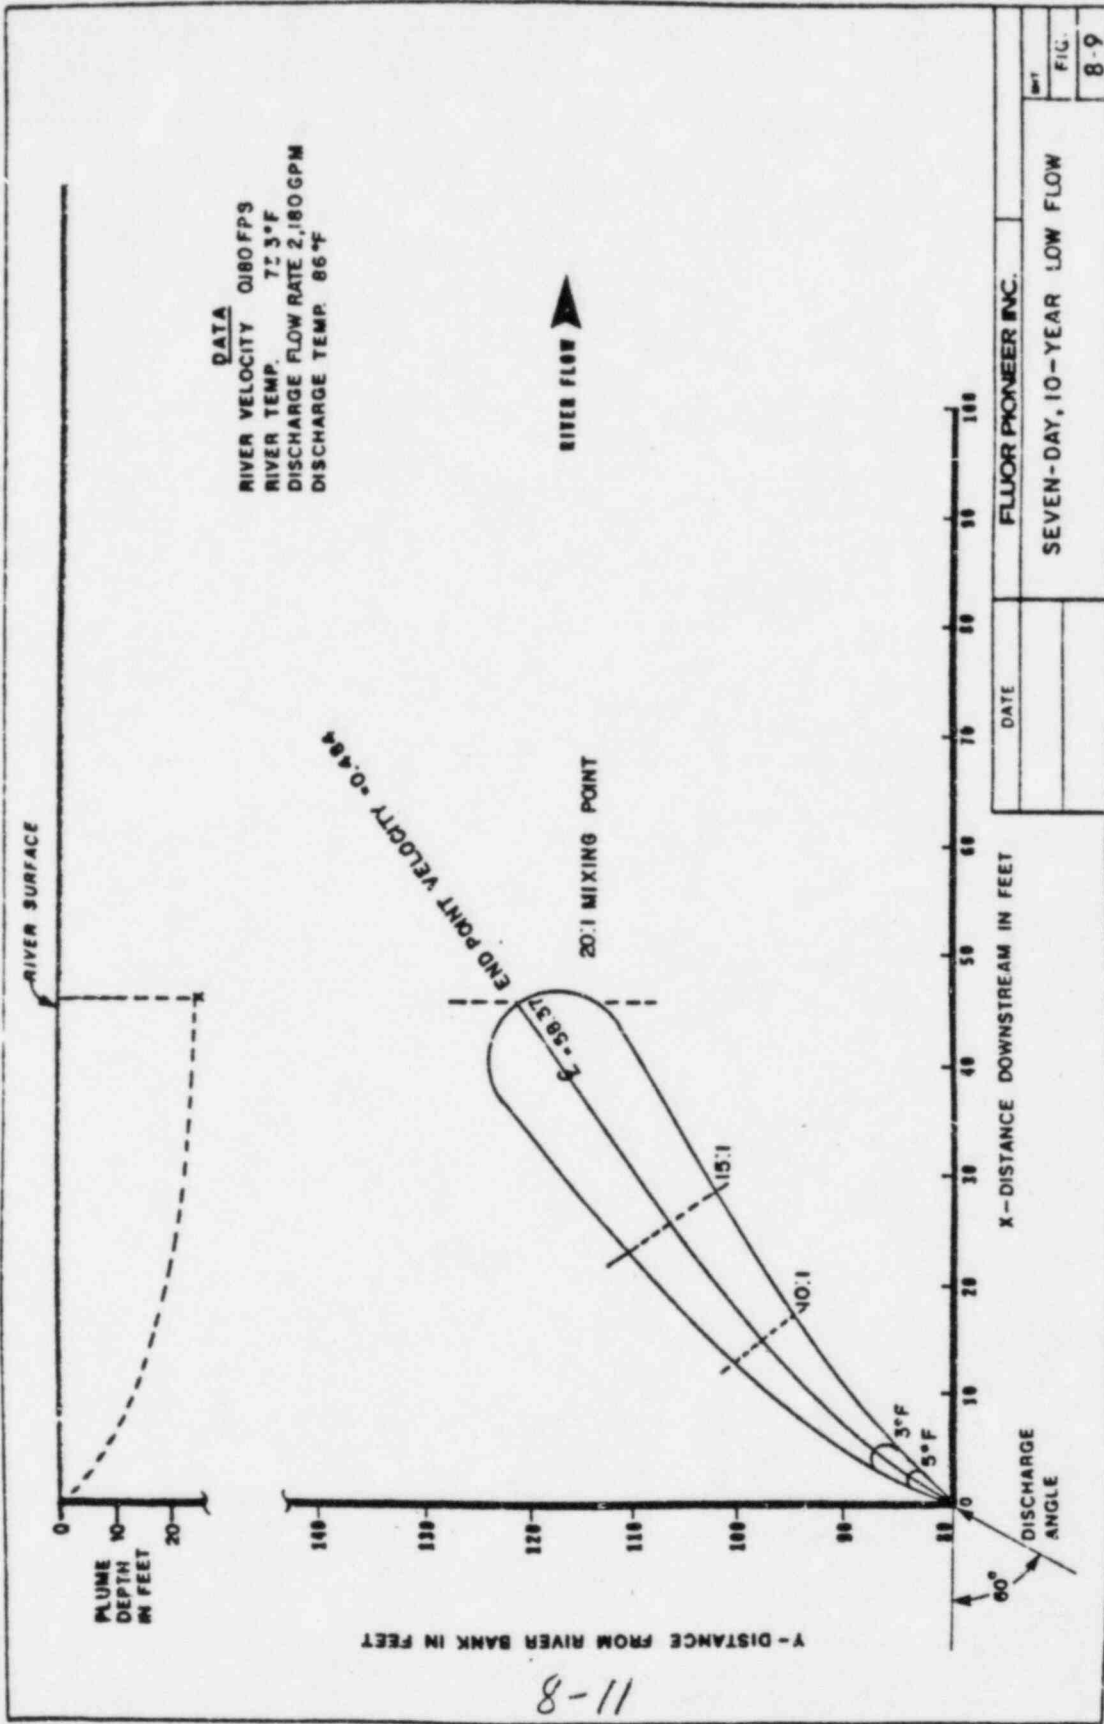 RIVER SURFACE
0
10
20
PLUME
DEPTH
IN FEET
DATA
RIVER VELOCITY 0.180 FPS
RIVER TEMP.
DISCHARGE FLOW RATE 2,180 GPM
DISCHARGE TEMP. 86°F
140
130
120
110
100
90
80
Y-DISTANCE FROM RIVER BANK IN FEET
END POINT VELOCITY =0.484
℄ =58.37
20:1 MIXING POINT
15:1
10:1
3°F
5°F
RIVER FLOW
0
10
20
30
40
50
60
70
80
90
100
X-DISTANCE DOWNSTREAM IN FEET
DISCHARGE
ANGLE
60°
DATE
FLUOR PIONEER INC.
SEVEN-DAY, 10-YEAR LOW FLOW
FIG.
8-9
11-8